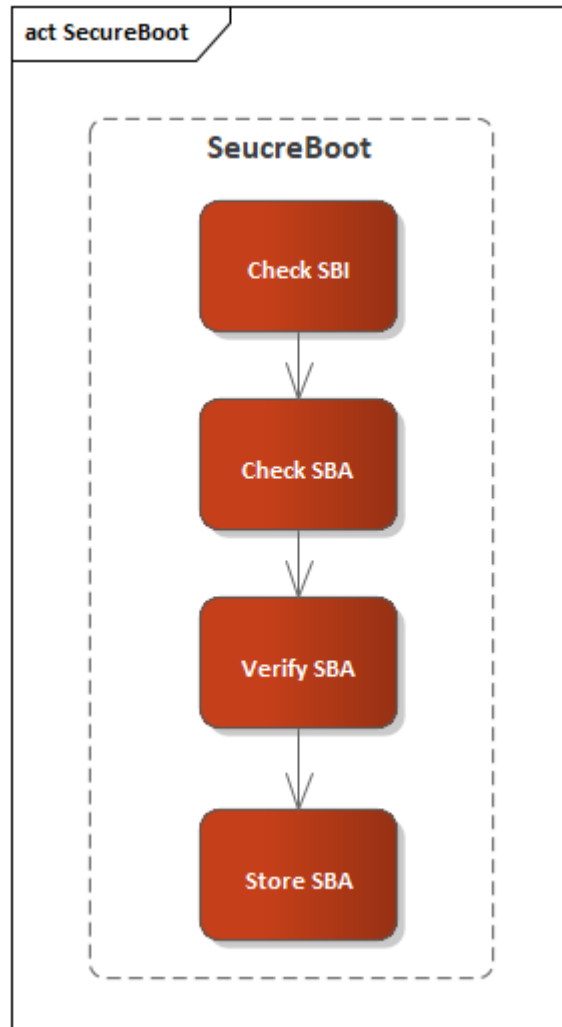 act SecureBoot
SeucreBoot
Check SBI
Check SBA
Verify SBA
Store SBA